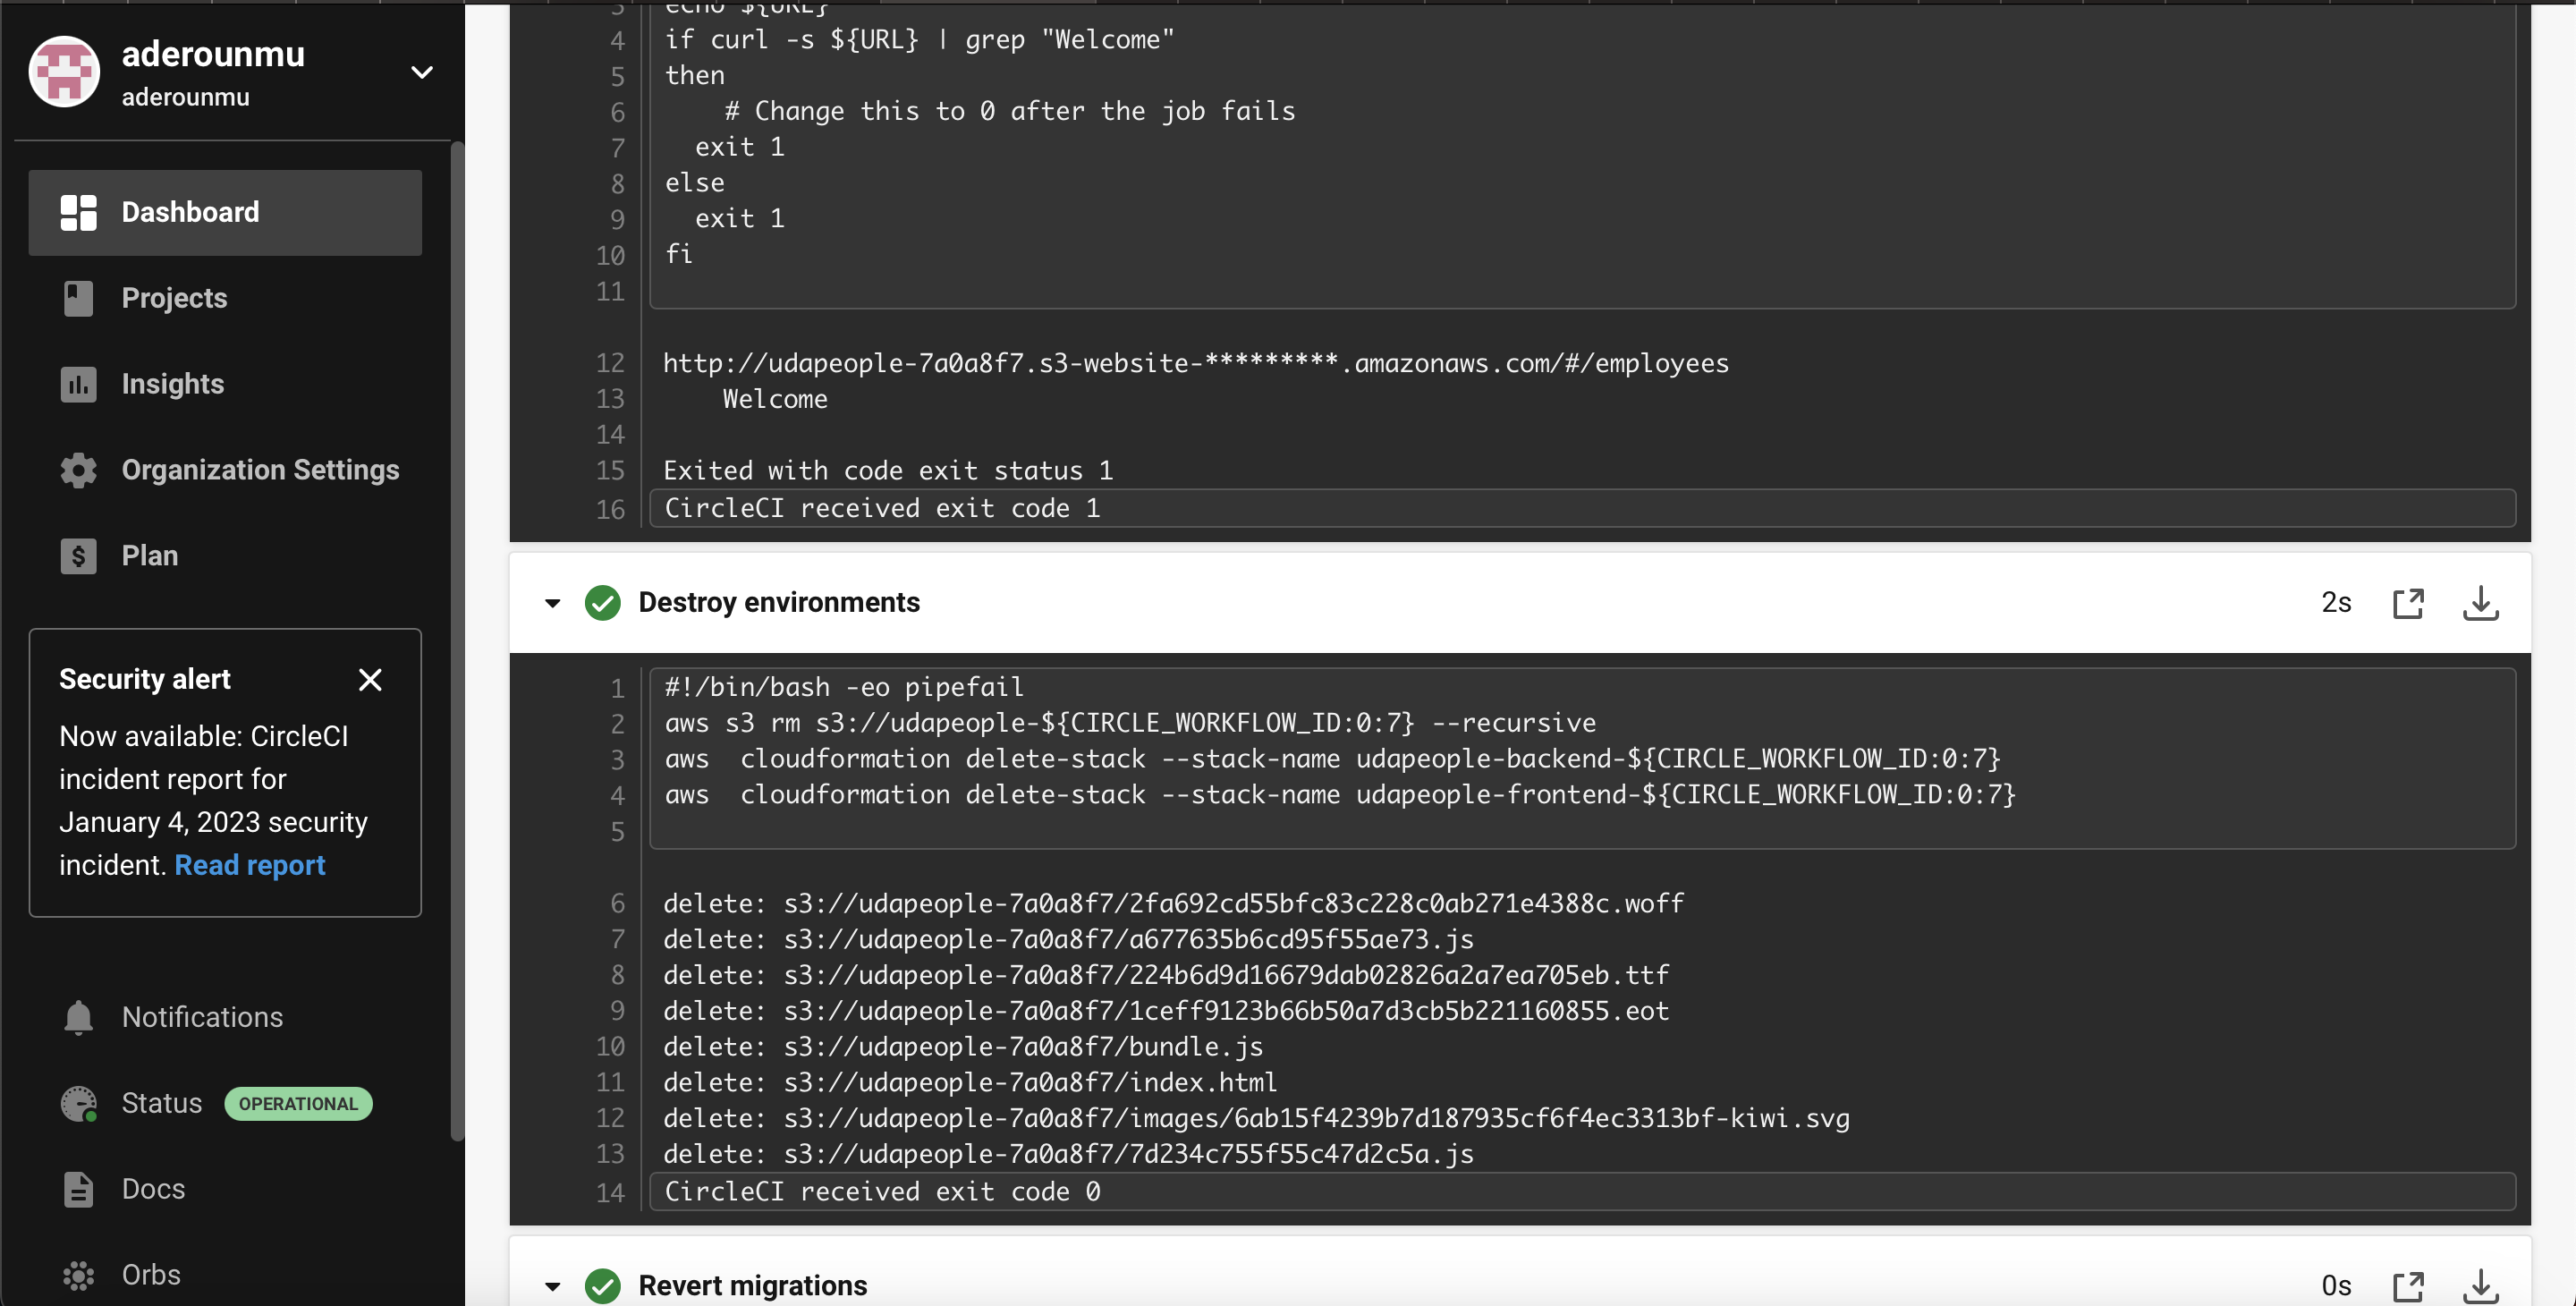 aderounmu
aderounmu
Dashboard
Projects
Insights
Organization Settings
Plan
Security alert
Now available: CircleCI
incident report for
January 4, 2023 security
incident. Read report
Notifications
Status OPERATIONAL
Docs
Orbs
3 echo ${URL}
4 if curl -s ${URL} | grep "Welcome"
5 then
6 # Change this to 0 after the job fails
7 exit 1
8 else
9 exit 1
10 fi
11
12 http://udapeople-7a0a8f7.s3-website-*********.amazonaws.com/#/employees
13 Welcome
14
15 Exited with code exit status 1
16 CircleCI received exit code 1
Destroy environments 2s
1 #!/bin/bash -eo pipefail
2 aws s3 rm s3://udapeople-${CIRCLE_WORKFLOW_ID:0:7} --recursive
3 aws  cloudformation delete-stack --stack-name udapeople-backend-${CIRCLE_WORKFLOW_ID:0:7}
4 aws  cloudformation delete-stack --stack-name udapeople-frontend-${CIRCLE_WORKFLOW_ID:0:7}
5
6 delete: s3://udapeople-7a0a8f7/2fa692cd55bfc83c228c0ab271e4388c.woff
7 delete: s3://udapeople-7a0a8f7/a677635b6cd95f55ae73.js
8 delete: s3://udapeople-7a0a8f7/224b6d9d16679dab02826a2a7ea705eb.ttf
9 delete: s3://udapeople-7a0a8f7/1ceff9123b66b50a7d3cb5b221160855.eot
10 delete: s3://udapeople-7a0a8f7/bundle.js
11 delete: s3://udapeople-7a0a8f7/index.html
12 delete: s3://udapeople-7a0a8f7/images/6ab15f4239b7d187935cf6f4ec3313bf-kiwi.svg
13 delete: s3://udapeople-7a0a8f7/7d234c755f55c47d2c5a.js
14 CircleCI received exit code 0
Revert migrations 0s